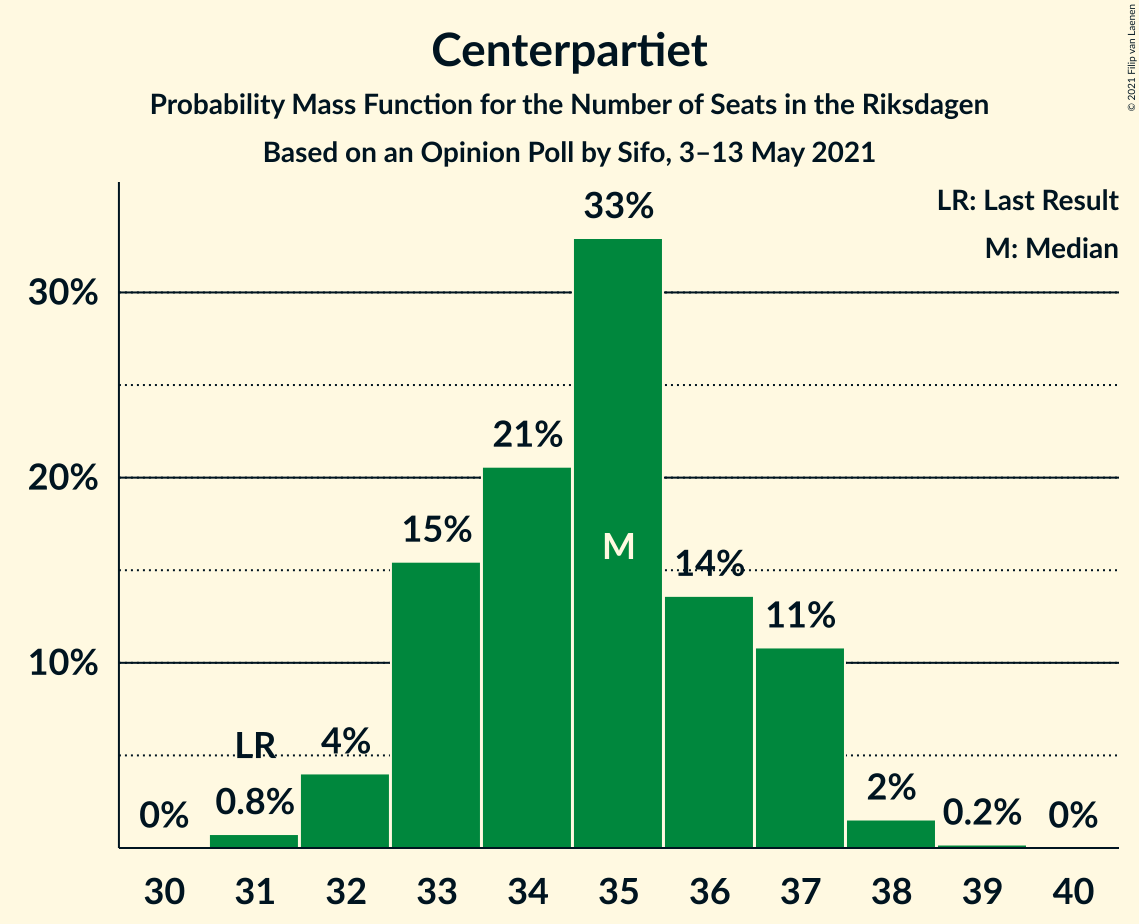 Centerpartiet
Probability Mass Function for the Number of Seats in the Riksdagen
Based on an Opinion Poll by Sifo, 3–13 May 2021
© 2021 Filip van Laenen
LR: Last Result
M: Median
30%
20%
10%
0%
LR
0.8%
4%
15%
21%
33%
M
14%
11%
2%
0.2%
0%
30 31 32 33 34 35 36 37 38 39 40